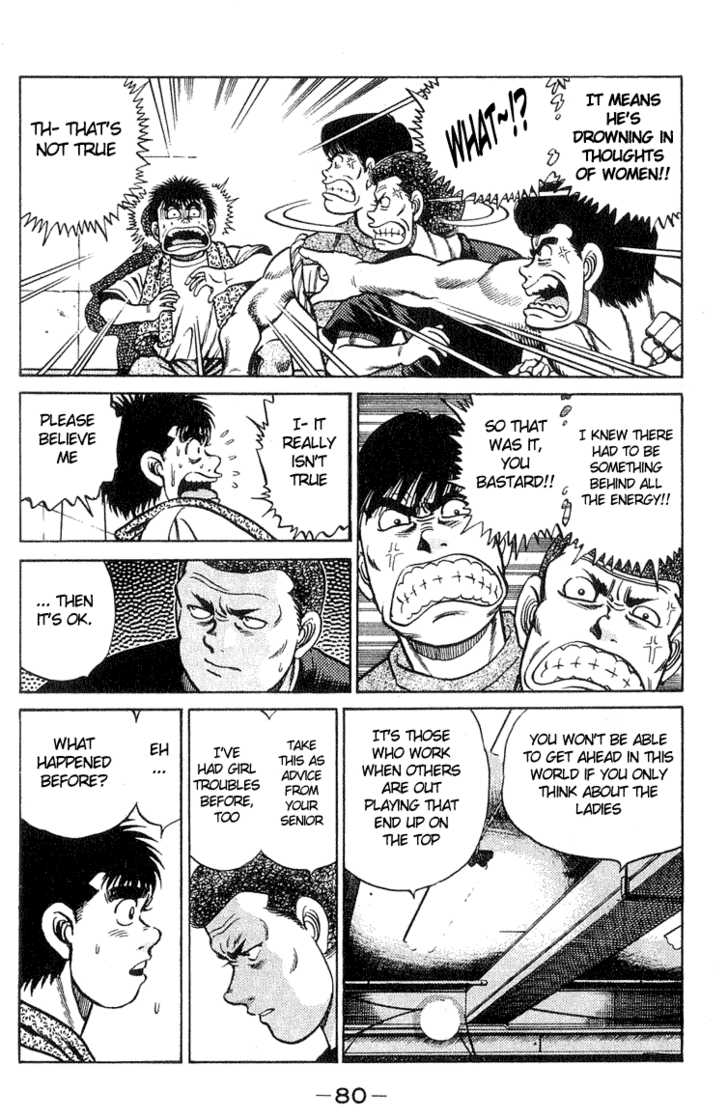 IT MEANS
HE'S
DROWNING IN
THOUGHTS
OF WOMEN!!
WHAT~!?
TH- THAT'S
NOT TRUE
I KNEW THERE
HAD TO BE
SOMETHING
BEHIND ALL
THE ENERGY!!
SO THAT
WAS IT,
YOU
BASTARD!!
I- IT
REALLY
ISN'T
TRUE
PLEASE
BELIEVE
ME
... THEN
IT'S OK.
YOU WON'T BE ABLE
TO GET AHEAD IN THIS
WORLD IF YOU ONLY
THINK ABOUT THE
LADIES
IT'S THOSE
WHO WORK
WHEN OTHERS
ARE OUT
PLAYING THAT
END UP ON
THE TOP
TAKE
THIS AS
ADVICE
FROM
YOUR
SENIOR
I'VE
HAD GIRL
TROUBLES
BEFORE,
TOO
EH
...
WHAT
HAPPENED
BEFORE?
—80—